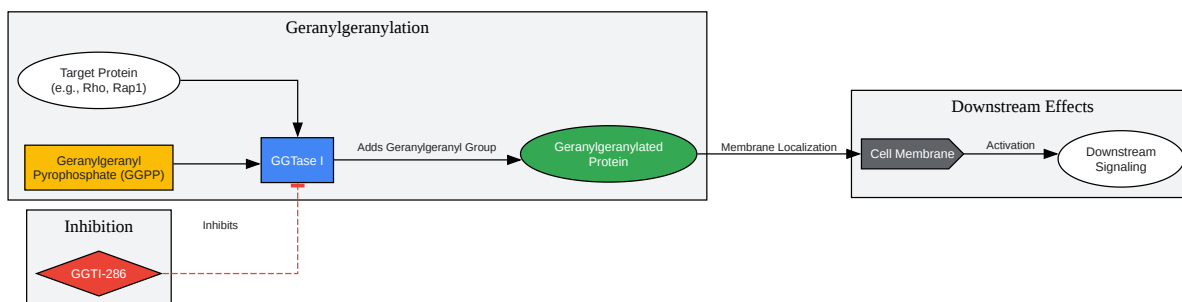 Geranylgeranylation
Target Protein
(e.g., Rho, Rap1)
Geranylgeranyl
Pyrophosphate (GGPP)
GGTase I
Adds Geranylgeranyl Group
Geranylgeranylated
Protein
Membrane Localization
Downstream Effects
Cell Membrane
Activation
Downstream
Signaling
Inhibition
Inhibits
GGTI-286